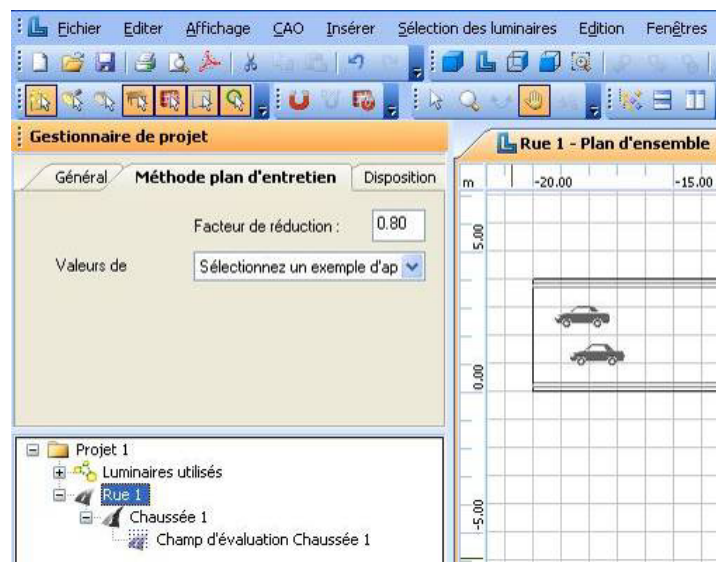 Fichier Editer Affichage CAO Insérer Sélection des luminaires Edition Fenêtres
Gestionnaire de projet
Rue 1 - Plan d'ensemble
Général Méthode plan d'entretien Disposition
m -20.00 -15.00
Facteur de réduction : 0.80
Valeurs de Sélectionnez un exemple d'ap
5.00
0.00
-5.00
Projet 1
Luminaires utilisés
Rue 1
Chaussée 1
Champ d'évaluation Chaussée 1